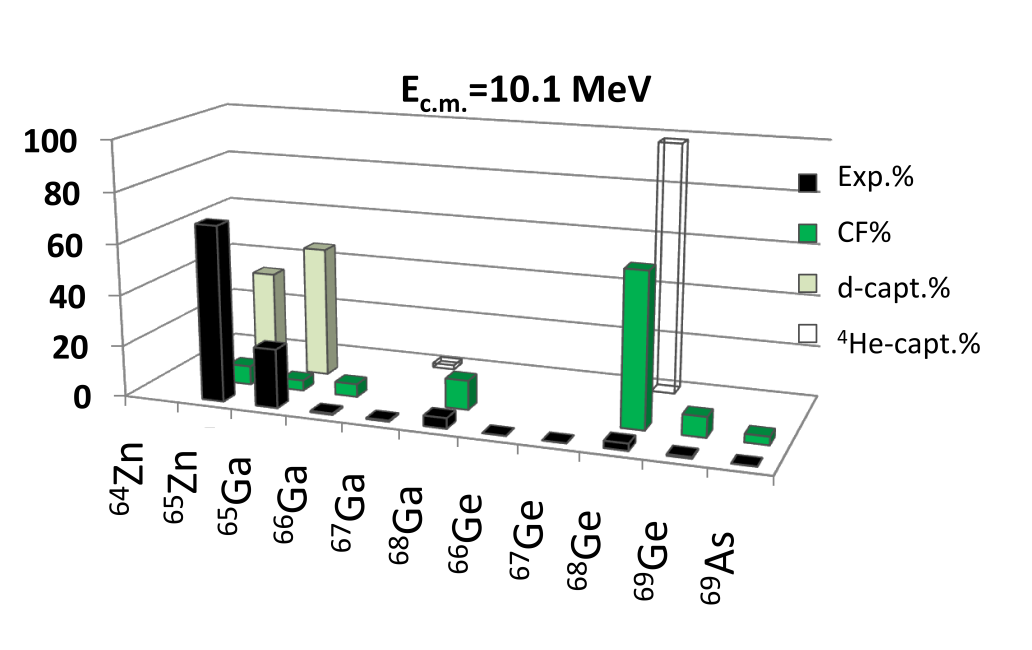 E c.m.=10.1 MeV
100
80
60
40
20
0
Exp.%
CF%
d-capt.%
⁴He-capt.%
⁶⁴Zn
⁶⁵Zn
⁶⁵Ga
⁶⁶Ga
⁶⁷Ga
⁶⁸Ga
⁶⁶Ge
⁶⁷Ge
⁶⁸Ge
⁶⁹Ge
⁶⁹As